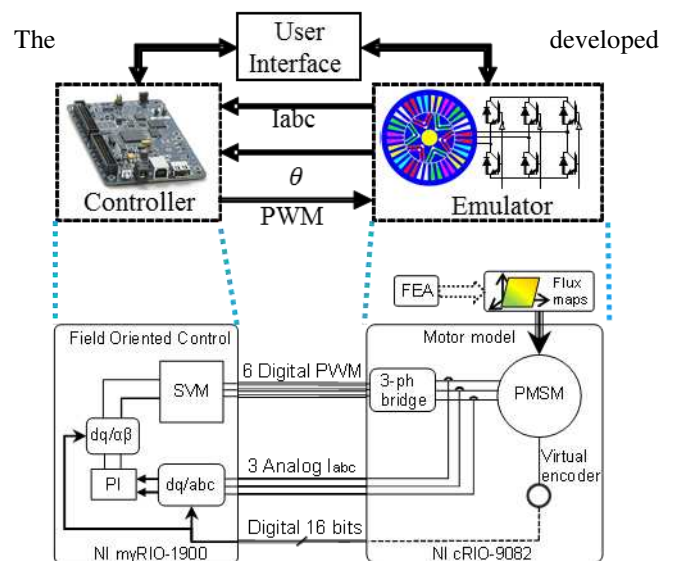 The
developed
User
Interface
Iabc
θ
PWM
Controller
Emulator
FEA
Flux
maps
Field Oriented Control
Motor model
6 Digital PWM
SVM
3-ph
bridge
PMSM
dq/αβ
Virtual
encoder
PI
dq/abc
3 Analog Iabc
Digital 16 bits
NI myRIO-1900
NI cRIO-9082